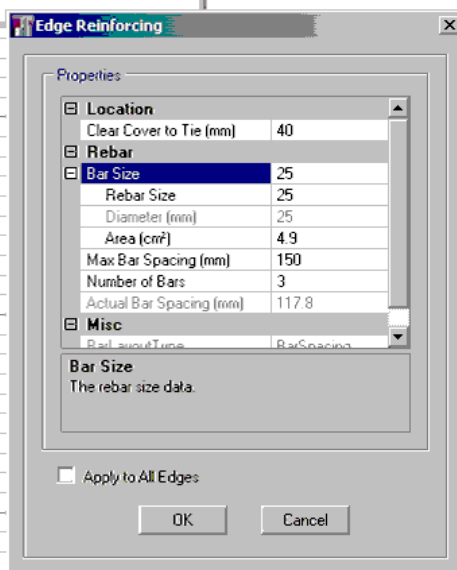 Edge Reinforcing
Properties
Location
Clear Cover to Tie (mm) 40
Rebar
Bar Size 25
Rebar Size 25
Diameter (mm) 25
Area (cm²) 4.9
Max Bar Spacing (mm) 150
Number of Bars 3
Actual Bar Spacing (mm) 117.8
Misc
BarLayoutType BarSpacing
Bar Size
The rebar size data.
Apply to All Edges
OK Cancel